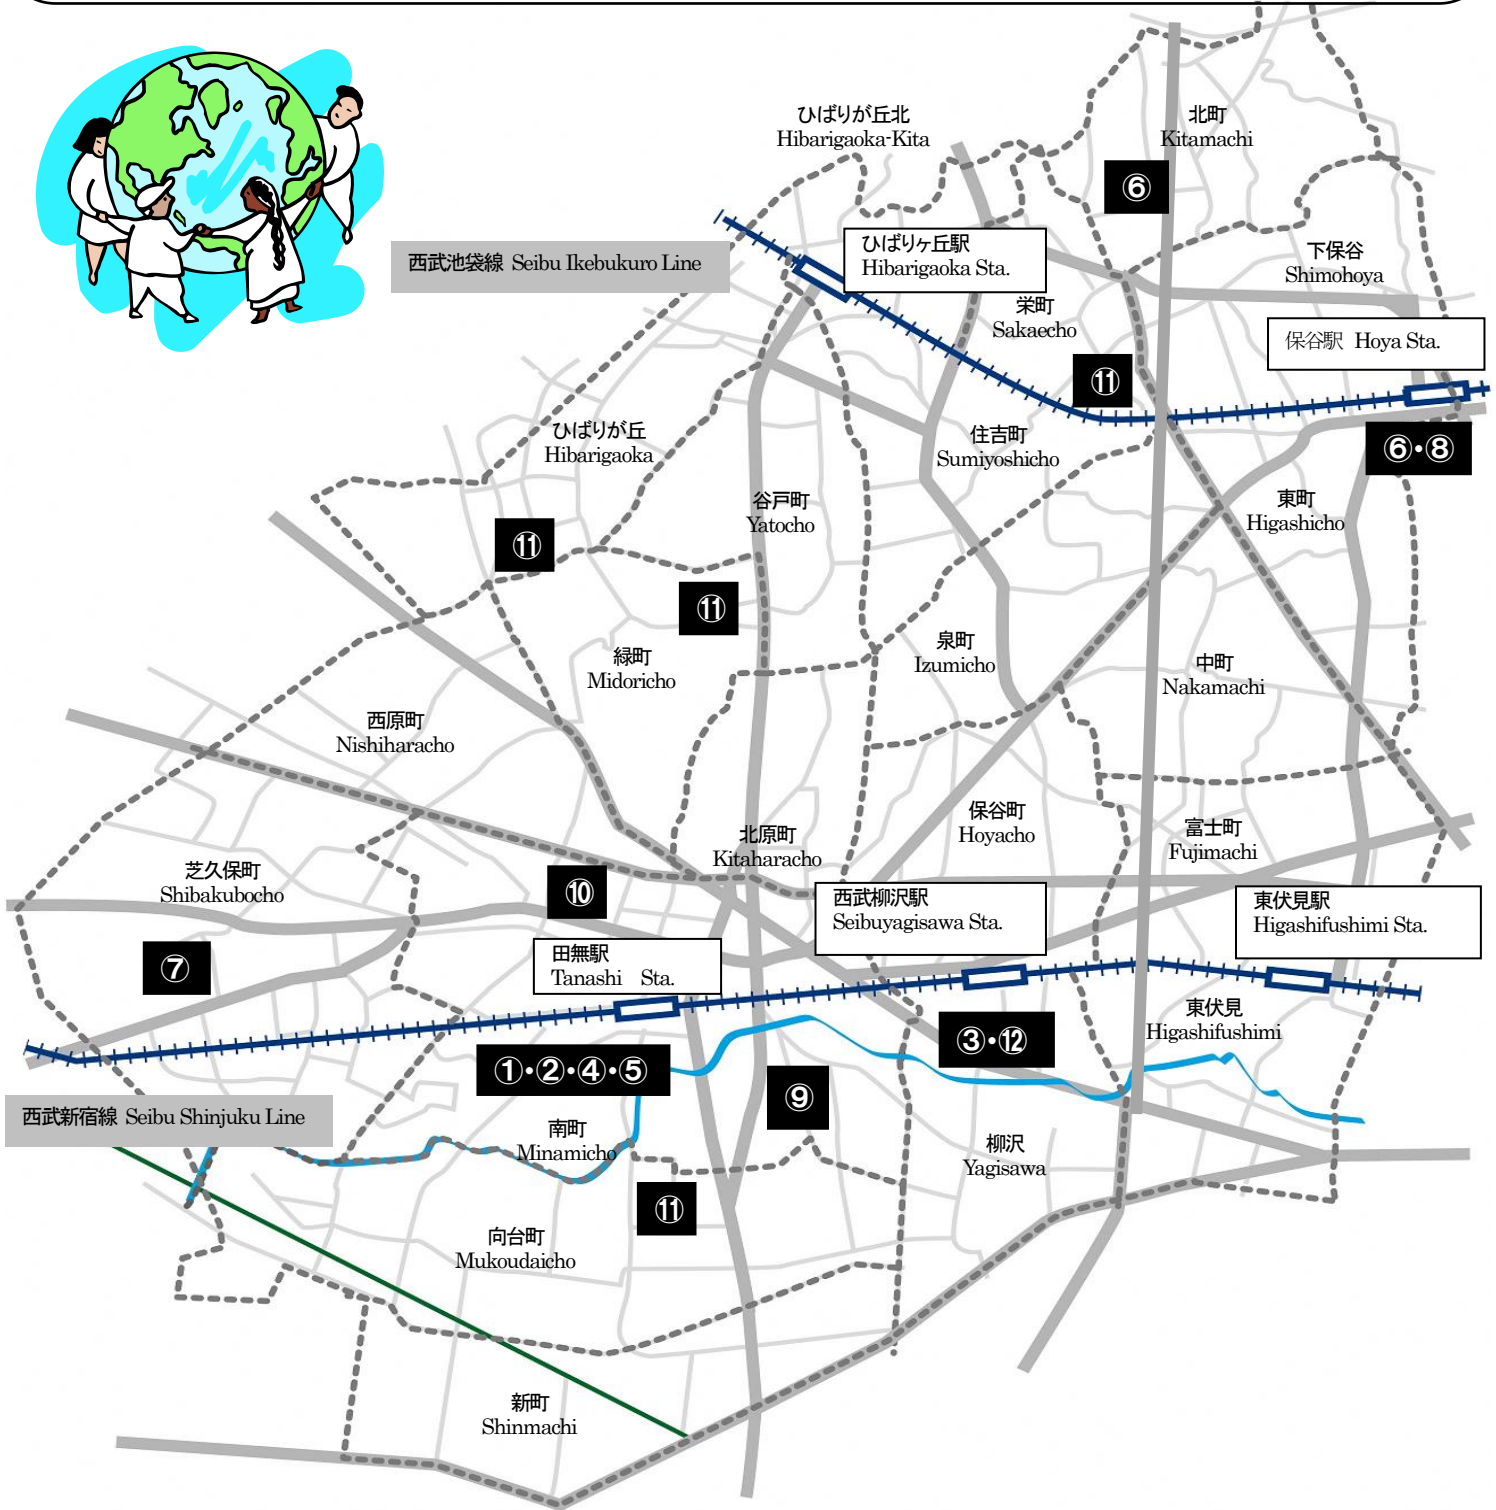 ひばりが丘北
Hibarigaoka-Kita
北町
Kitamachi
⑥
西武池袋線 Seibu Ikebukuro Line
ひばりヶ丘駅
Hibarigaoka Sta.
下保谷
Shimohoya
栄町
Sakaecho
保谷駅 Hoya Sta.
⑪
ひばりが丘
Hibarigaoka
住吉町
Sumiyoshicho
⑥・⑧
谷戸町
Yatocho
東町
Higashicho
⑪
⑪
緑町
Midoricho
泉町
Izumicho
中町
Nakamachi
西原町
Nishiharacho
北原町
Kitaharacho
保谷町
Hoyacho
富士町
Fujimachi
芝久保町
Shibakubocho
⑩
西武柳沢駅
Seibuyagisawa Sta.
東伏見駅
Higashifushimi Sta.
⑦
田無駅
Tanashi Sta.
東伏見
Higashifushimi
③・⑫
①・②・④・⑤
⑨
西武新宿線 Seibu Shinjuku Line
南町
Minamicho
柳沢
Yagisawa
⑪
向台町
Mukoudaicho
新町
Shinmachi